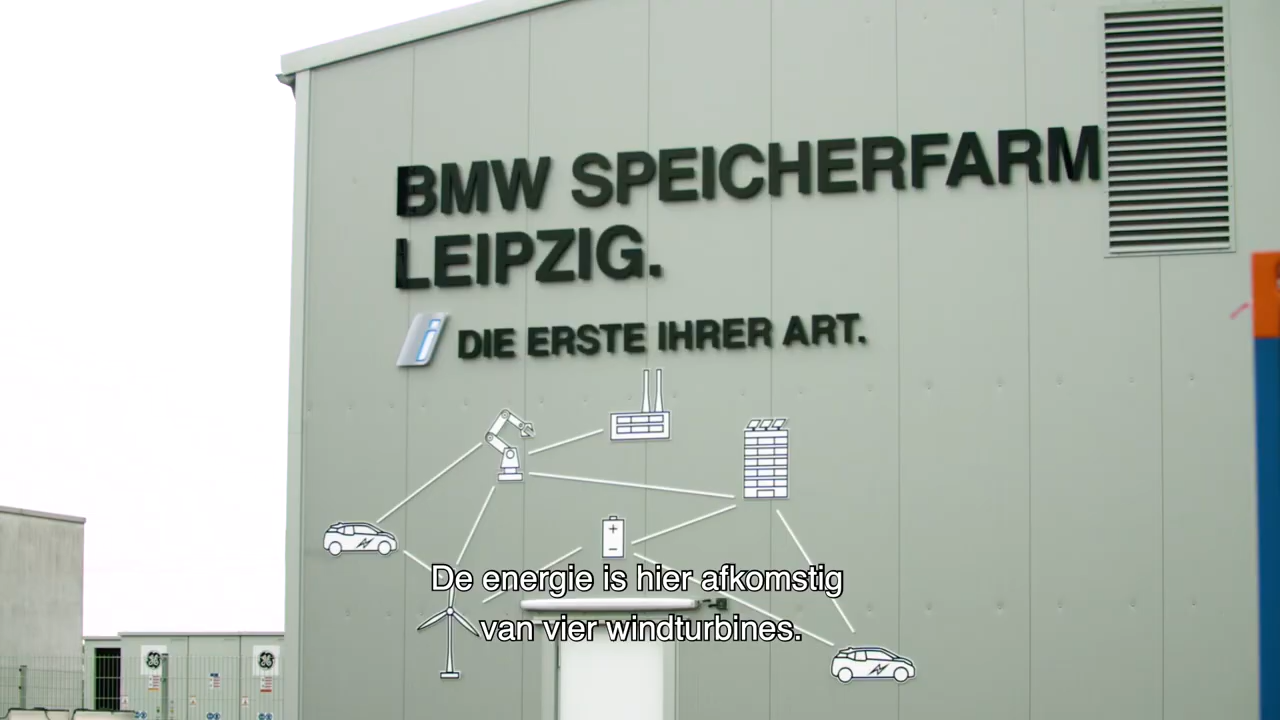 BMW SPEICHERFARM
LEIPZIG.
i DIE ERSTE IHRER ART.
De energie is hier afkomstig
van vier windturbines.